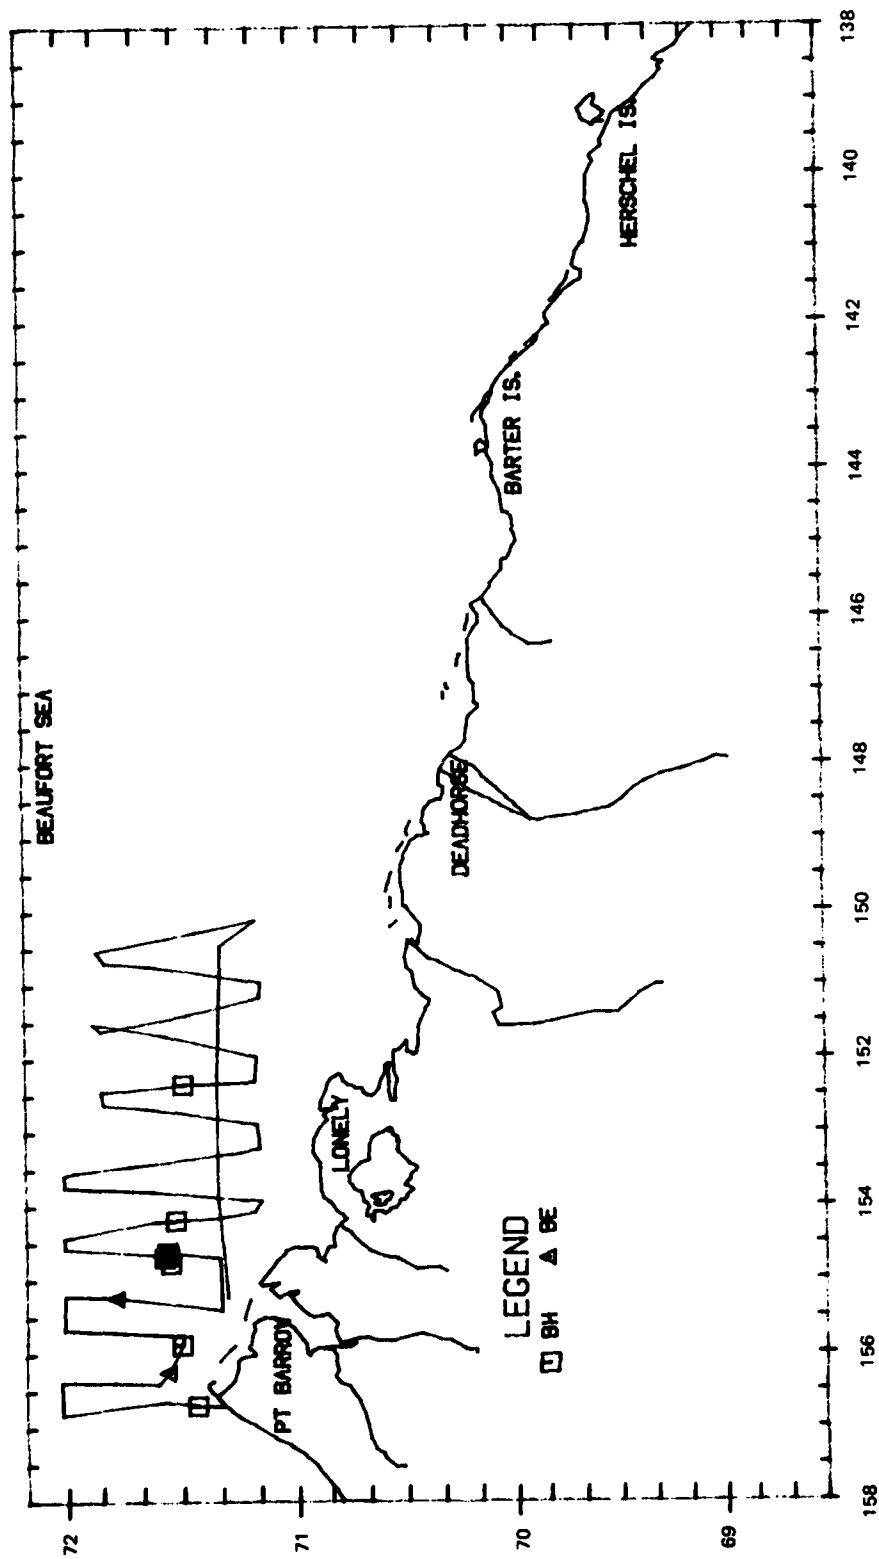 BEAUFORT SEA
72
71
70
69
PT BARROW
LONELY
DEADHORSE
BARTER IS.
HERSCHEL IS.
LEGEND
BH BE
158
156
154
152
150
148
146
144
142
140
138